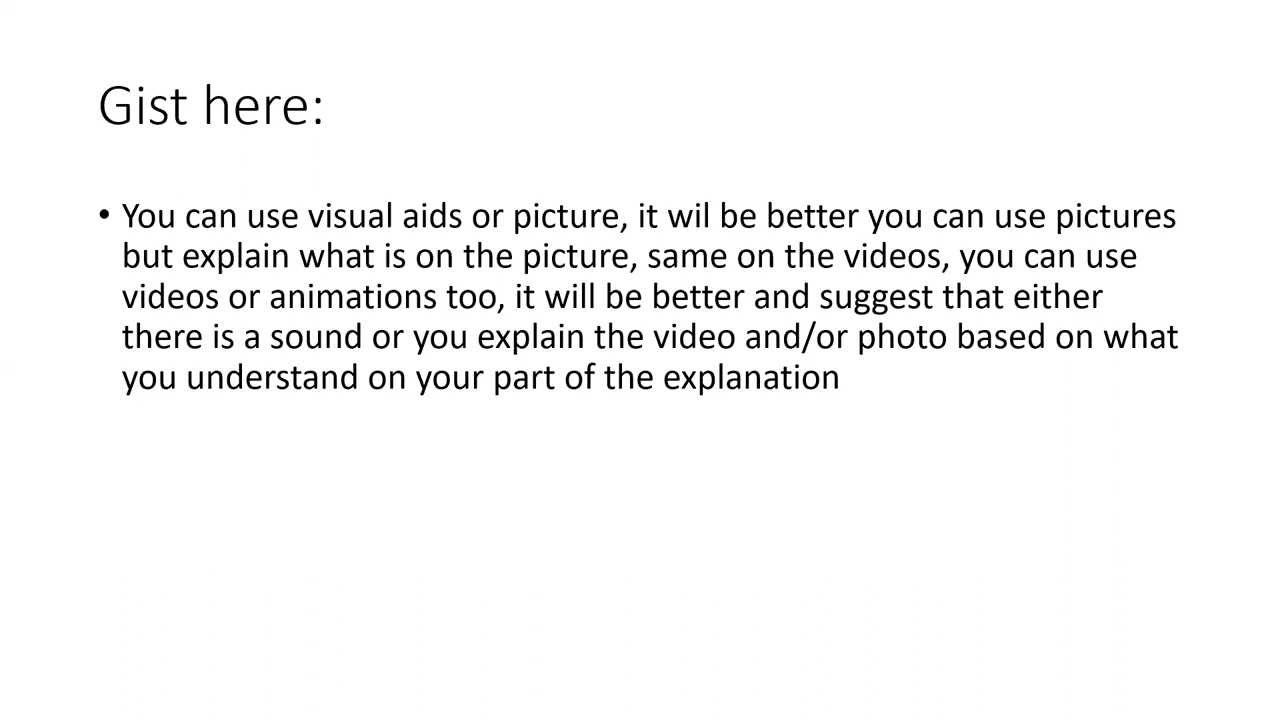 Gist here:
• You can use visual aids or picture, it wil be better you can use pictures
but explain what is on the picture, same on the videos, you can use
videos or animations too, it will be better and suggest that either
there is a sound or you explain the video and/or photo based on what
you understand on your part of the explanation